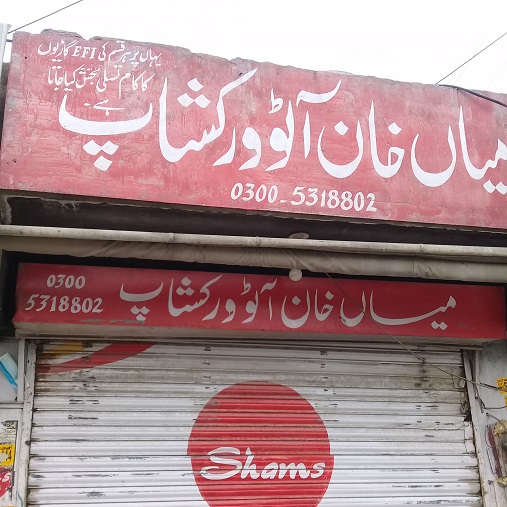 یہاں پر ہر قسم کی EFI گاڑیوں
کا کام تسلی بخش کیا جاتا
ہے۔
میاں خان آٹو ورکشاپ
0300-5318802
0300
5318802
میاں خان آٹو ورکشاپ
Shams